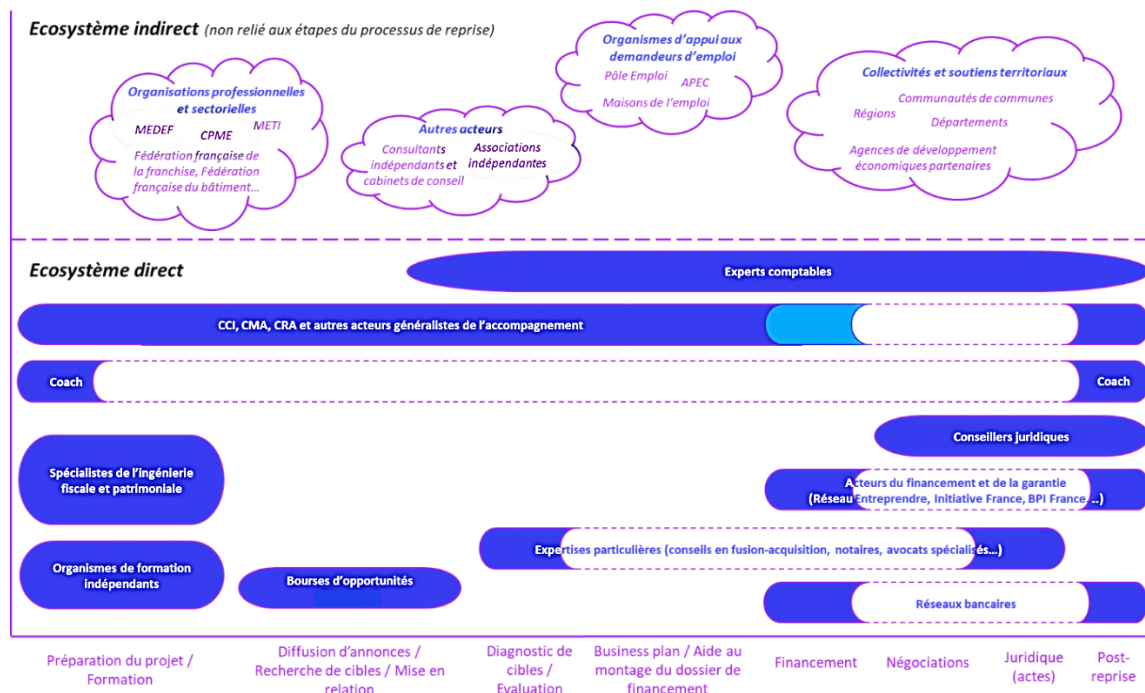 Ecosystème indirect (non relié aux étapes du processus de reprise)
Organisations professionnelles
et sectorielles
MEDEF CPME METI
Fédération française de
la franchise, Fédération
française du bâtiment…
Autres acteurs
Consultants
indépendants et
cabinets de conseil
Associations
indépendantes
Organismes d'appui aux
demandeurs d'emploi
Pôle Emploi APEC
Maisons de l'emploi
Collectivités et soutiens territoriaux
Communautés de communes
Régions
Départements
Agences de développement
économiques partenaires
Ecosystème direct
Experts comptables
CCI, CMA, CRA et autres acteurs généralistes de l'accompagnement
Coach
Coach
Conseillers juridiques
Spécialistes de l'ingénierie
fiscale et patrimoniale
Acteurs du financement et de la garantie
(Réseau Entreprendre, Initiative France, BPI France, …)
Expertises particulières (conseils en fusion-acquisition, notaires, avocats spécialisés…)
Organismes de formation
indépendants
Bourses d'opportunités
Réseaux bancaires
Préparation du projet /
Formation
Diffusion d'annonces /
Recherche de cibles / Mise en
relation
Diagnostic de
cibles /
Evaluation
Business plan / Aide au
montage du dossier de
financement
Financement
Négociations
Juridique
(actes)
Post-
reprise